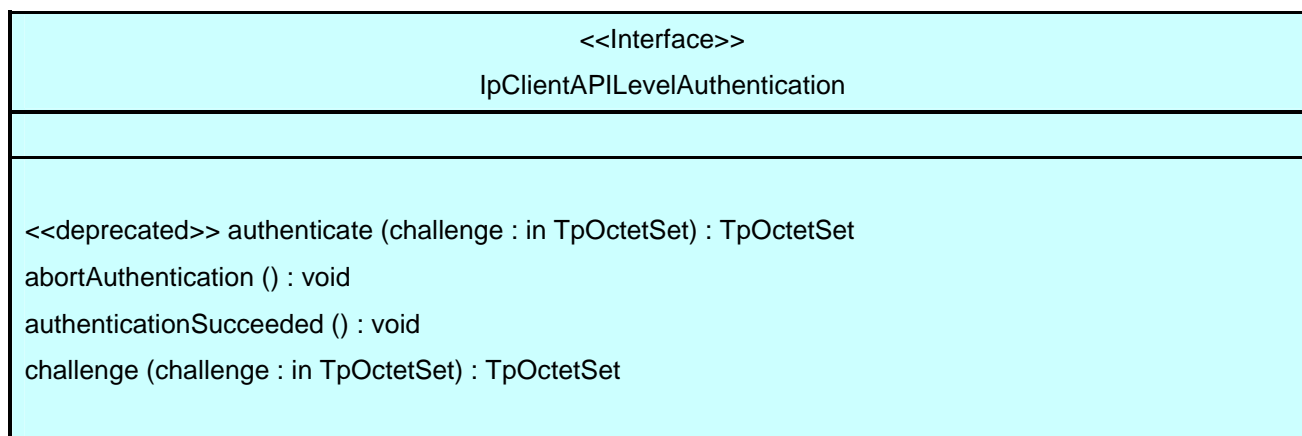 <<Interface>>
IpClientAPILevelAuthentication
<<deprecated>> authenticate (challenge : in TpOctetSet) : TpOctetSet
abortAuthentication () : void
authenticationSucceeded () : void
challenge (challenge : in TpOctetSet) : TpOctetSet